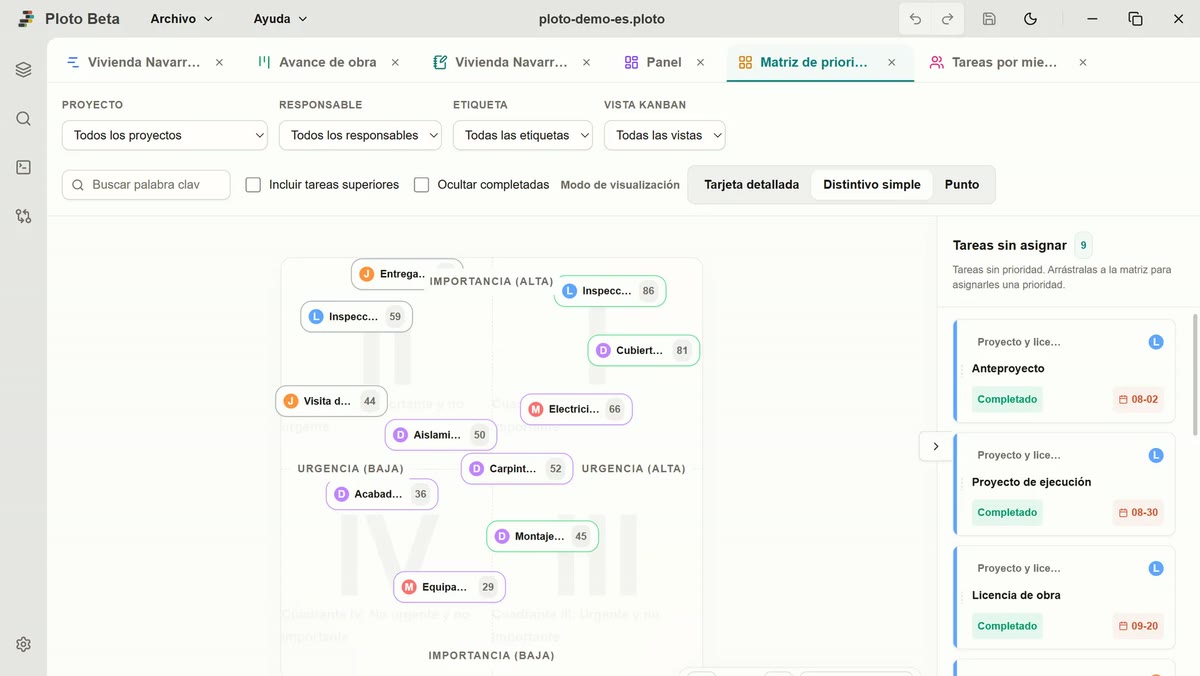 Ploto Beta
Archivo
Ayuda
ploto-demo-es.ploto
Vivienda Navarr...
Avance de obra
Vivienda Navarr...
Panel
Matriz de priori...
Tareas por mie...
PROYECTO
RESPONSABLE
ETIQUETA
VISTA KANBAN
Todos los proyectos
Todos los responsables
Todas las etiquetas
Todas las vistas
Buscar palabra clav
Incluir tareas superiores
Ocultar completadas
Modo de visualización
Tarjeta detallada
Distintivo simple
Punto
J Entrega..
IMPORTANCIA (ALTA)
L Inspecc... 86
L Inspecc... 59
II
I
D Cubiert... 81
J Visita d... 44
M Electrici... 66
urgente
D Aislami... 50
URGENCIA (BAJA)
D Carpint... 52
URGENCIA (ALTA)
D Acabad... 36
IV
III
D Montaje... 45
M Equipa... 29
Cuadrante IV: No urgente y no
importante
Cuadrante III: Urgente y no
importante
IMPORTANCIA (BAJA)
Tareas sin asignar 9
Tareas sin prioridad. Arrástralas a la matriz para
asignarles una prioridad.
Proyecto y lice... L
Anteproyecto
Completado 08-02
Proyecto y lice... L
Proyecto de ejecución
Completado 08-30
Proyecto y lice... L
Licencia de obra
Completado 09-20